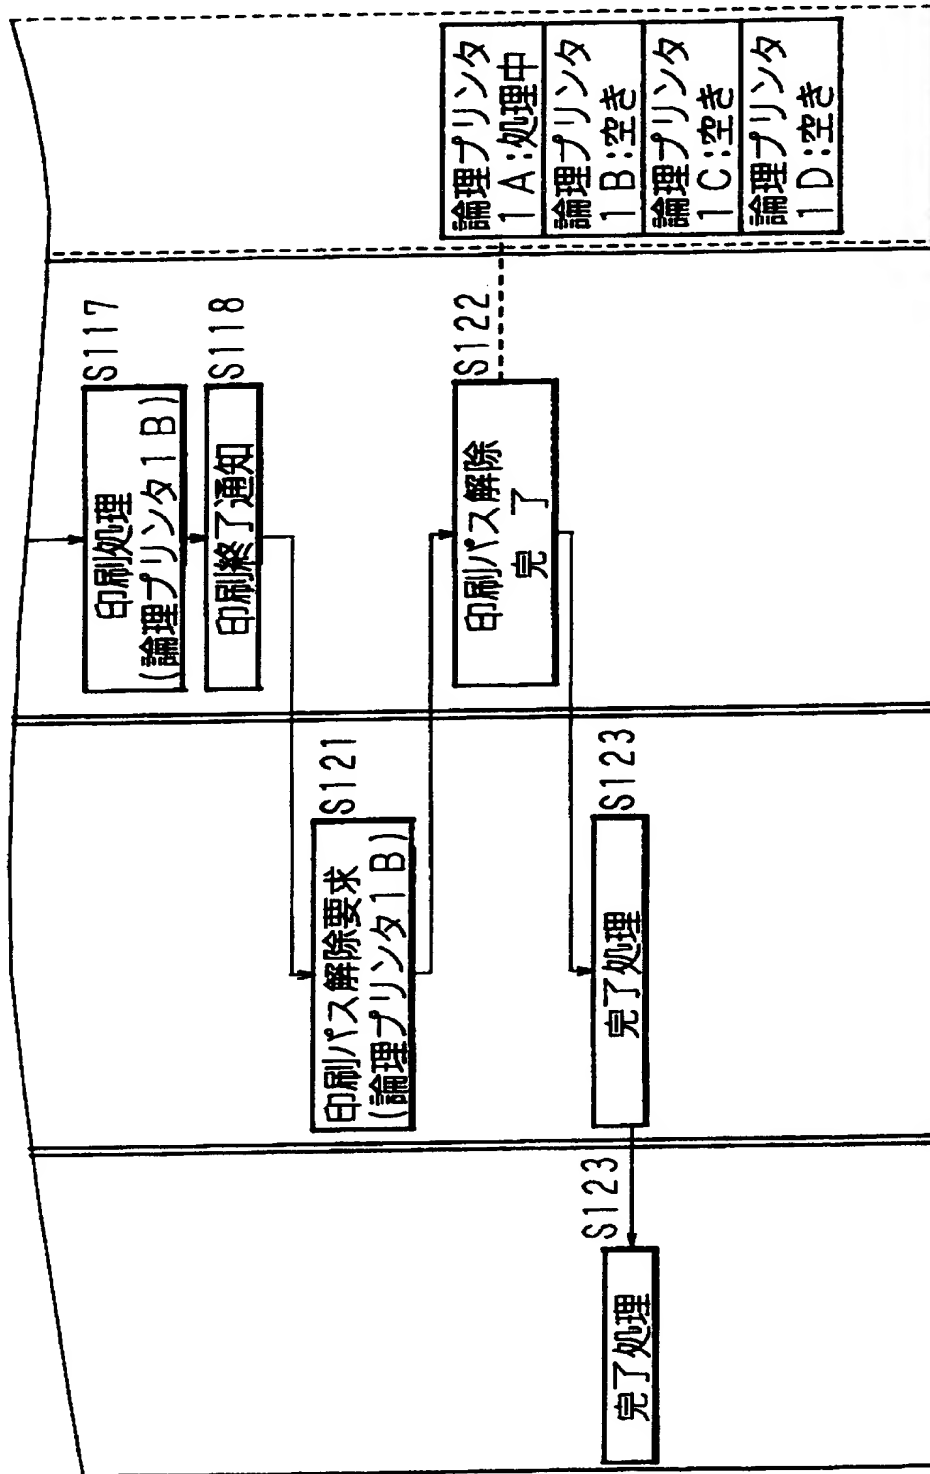 S117
印刷処理
(論理プリンタ1B)
S118
印刷終了通知
S121
印刷パス解除要求
(論理プリンタ1B)
S122
印刷パス解除
完 了
論理プリンタ
1A:処理中
論理プリンタ
1B:空き
論理プリンタ
1C:空き
論理プリンタ
1D:空き
S123
完了処理
S123
完了処理